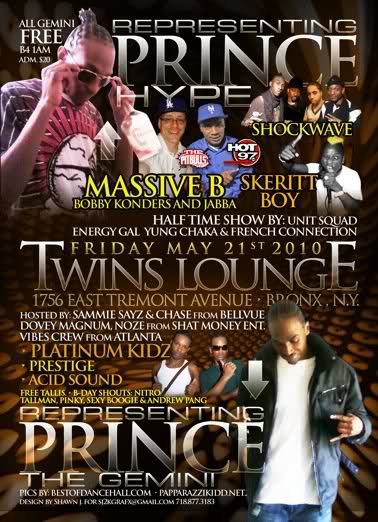 ALL GEMINI
FREE
B4 1AM
ADM. $20
REPRESENTING
PRINCE
HYPE
SHOCKWAVE
THE PITBULLS
HOT 97
MASSIVE B
BOBBY KONDERS AND JABBA
SKERITT
BOY
HALF TIME SHOW BY: UNIT SQUAD
ENERGY GAL YUNG CHAKA & FRENCH CONNECTION
FRIDAY MAY 21ST 2010
TWINS LOUNGE
1756 EAST TREMONT AVENUE • BRONX, N.Y.
HOSTED BY: SAMMIE SAYZ & CHASE FROM BELLVUE
DOVEY MAGNUM, NOZE FROM SHAT MONEY ENT.
VIBES CREW FROM ATLANTA
• PLATINUM KIDZ
• PRESTIGE
• ACID SOUND
FREE TALLIS. • B-DAY SHOUTS: NITRO
TALLMAN, PINKY, SEXY BOOGIE & ANDREW PANG
REPRESENTING
PRINCE
THE GEMINI
PICS BY: BESTOFDANCEHALL.COM • PAPPARAZZIKIDD.NET.
DESIGN BY SHAWN J. FOR SJ2KGRAFX@GMAIL.COM 718.877.3183